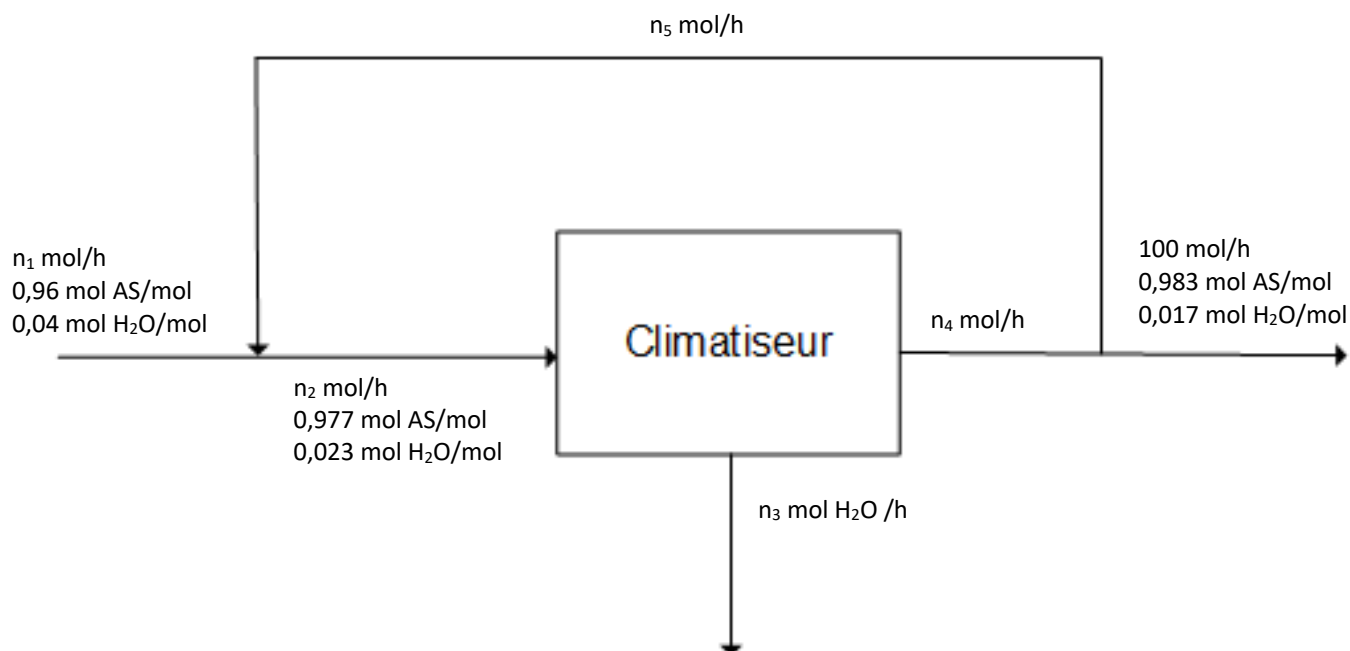 n₅ mol/h
n₁ mol/h
0,96 mol AS/mol
0,04 mol H₂O/mol
n₂ mol/h
0,977 mol AS/mol
0,023 mol H₂O/mol
Climatiseur
n₄ mol/h
100 mol/h
0,983 mol AS/mol
0,017 mol H₂O/mol
n₃ mol H₂O /h